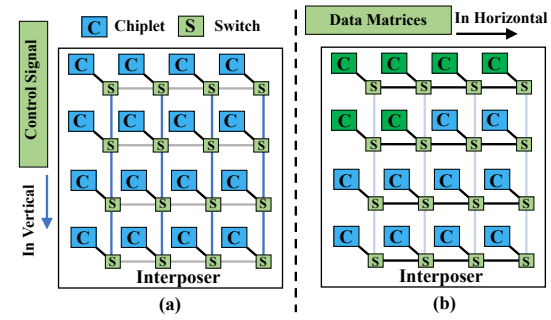 C Chiplet S Switch
Control Signal
In Vertical
C C C C
S S S S
C C C C
S S S S
C C C C
S S S S
C C C C
S S S S
Interposer
(a)
Data Matrices In Horizontal
C C C C
S S S S
C C C C
S S S S
C C C C
S S S S
C C C C
S S S S
Interposer
(b)